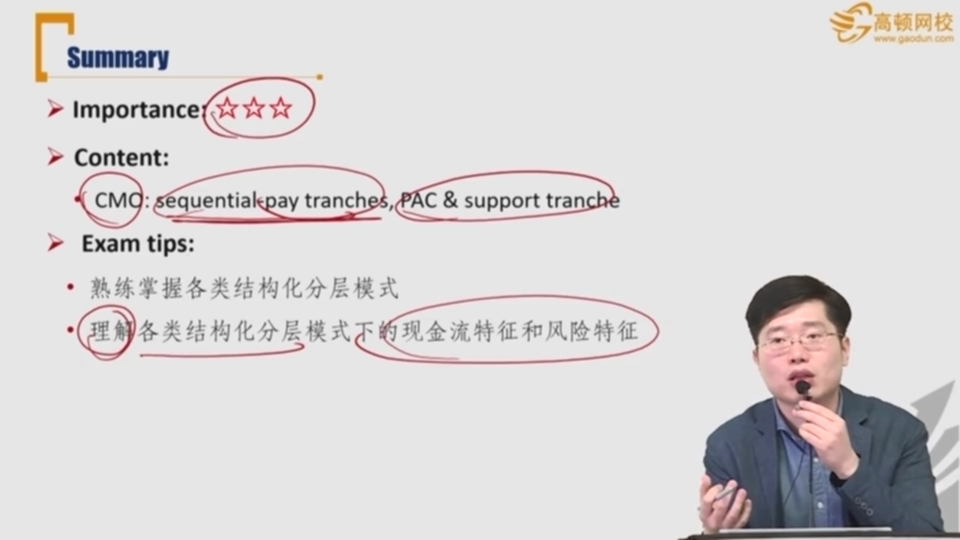 高顿网校
www.gaodun.com
Summary
Importance: ☆☆☆
Content:
CMO: sequential-pay tranches, PAC & support tranche
Exam tips:
熟练掌握各类结构化分层模式
理解各类结构化分层模式下的现金流特征和风险特征